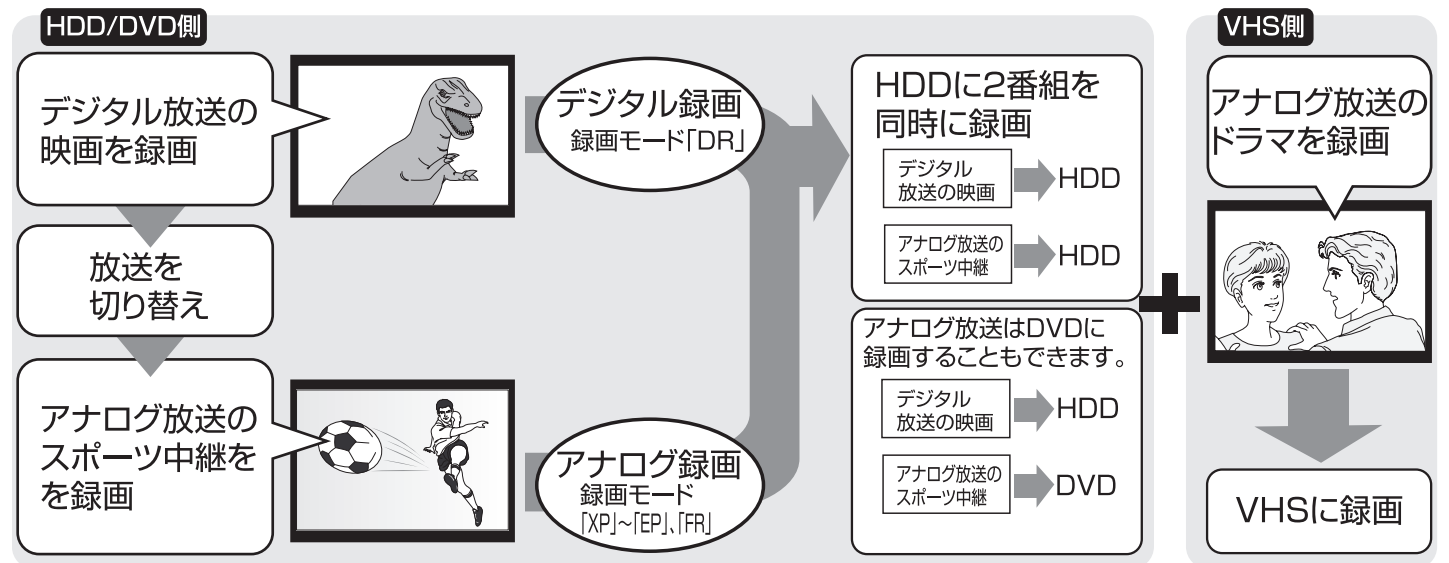 HDD/DVD側
デジタル放送の
映画を録画
放送を
切り替え
アナログ放送の
スポーツ中継を
を録画
デジタル録画
録画モード「DR」
アナログ録画
録画モード
「XP」～「EP」、「FR」
HDDに2番組を
同時に録画
デジタル
放送の映画
HDD
アナログ放送の
スポーツ中継
HDD
アナログ放送はDVDに
録画することもできます。
デジタル
放送の映画
HDD
アナログ放送の
スポーツ中継
DVD
VHS側
アナログ放送の
ドラマを録画
VHSに録画